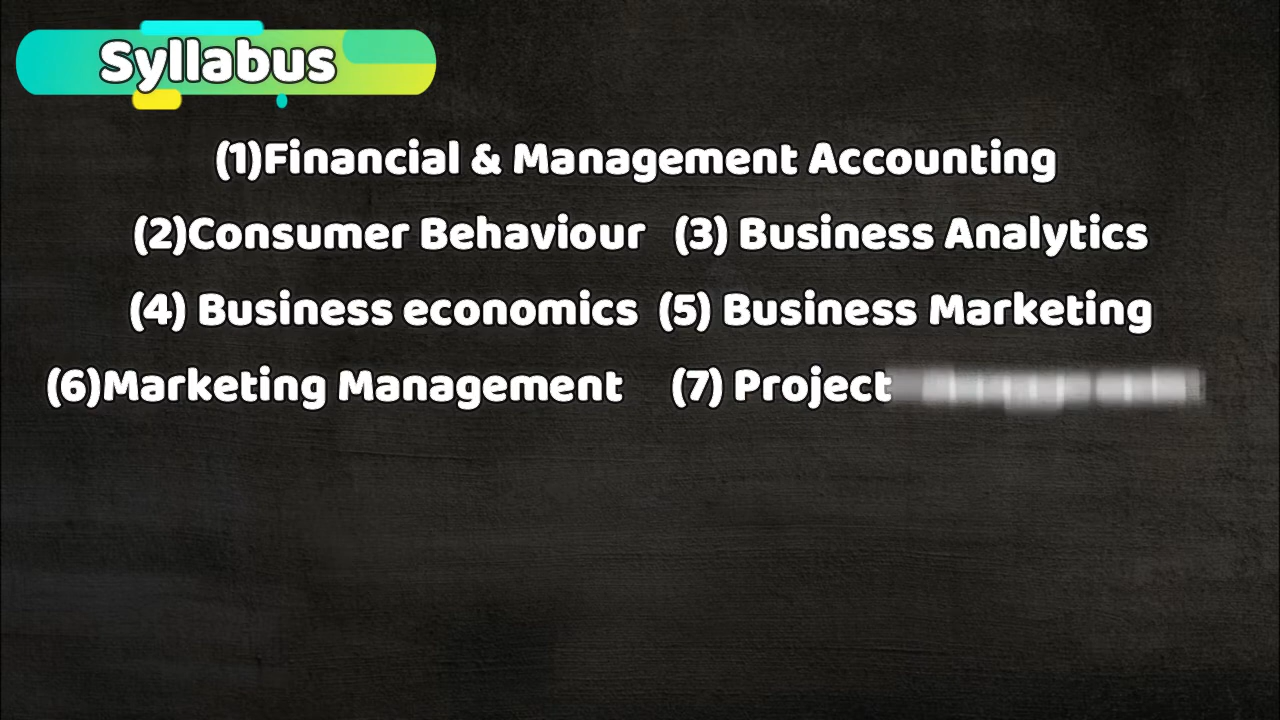 Syllabus
(1)Financial & Management Accounting
(2)Consumer Behaviour (3) Business Analytics
(4) Business economics (5) Business Marketing
(6)Marketing Management (7) Project